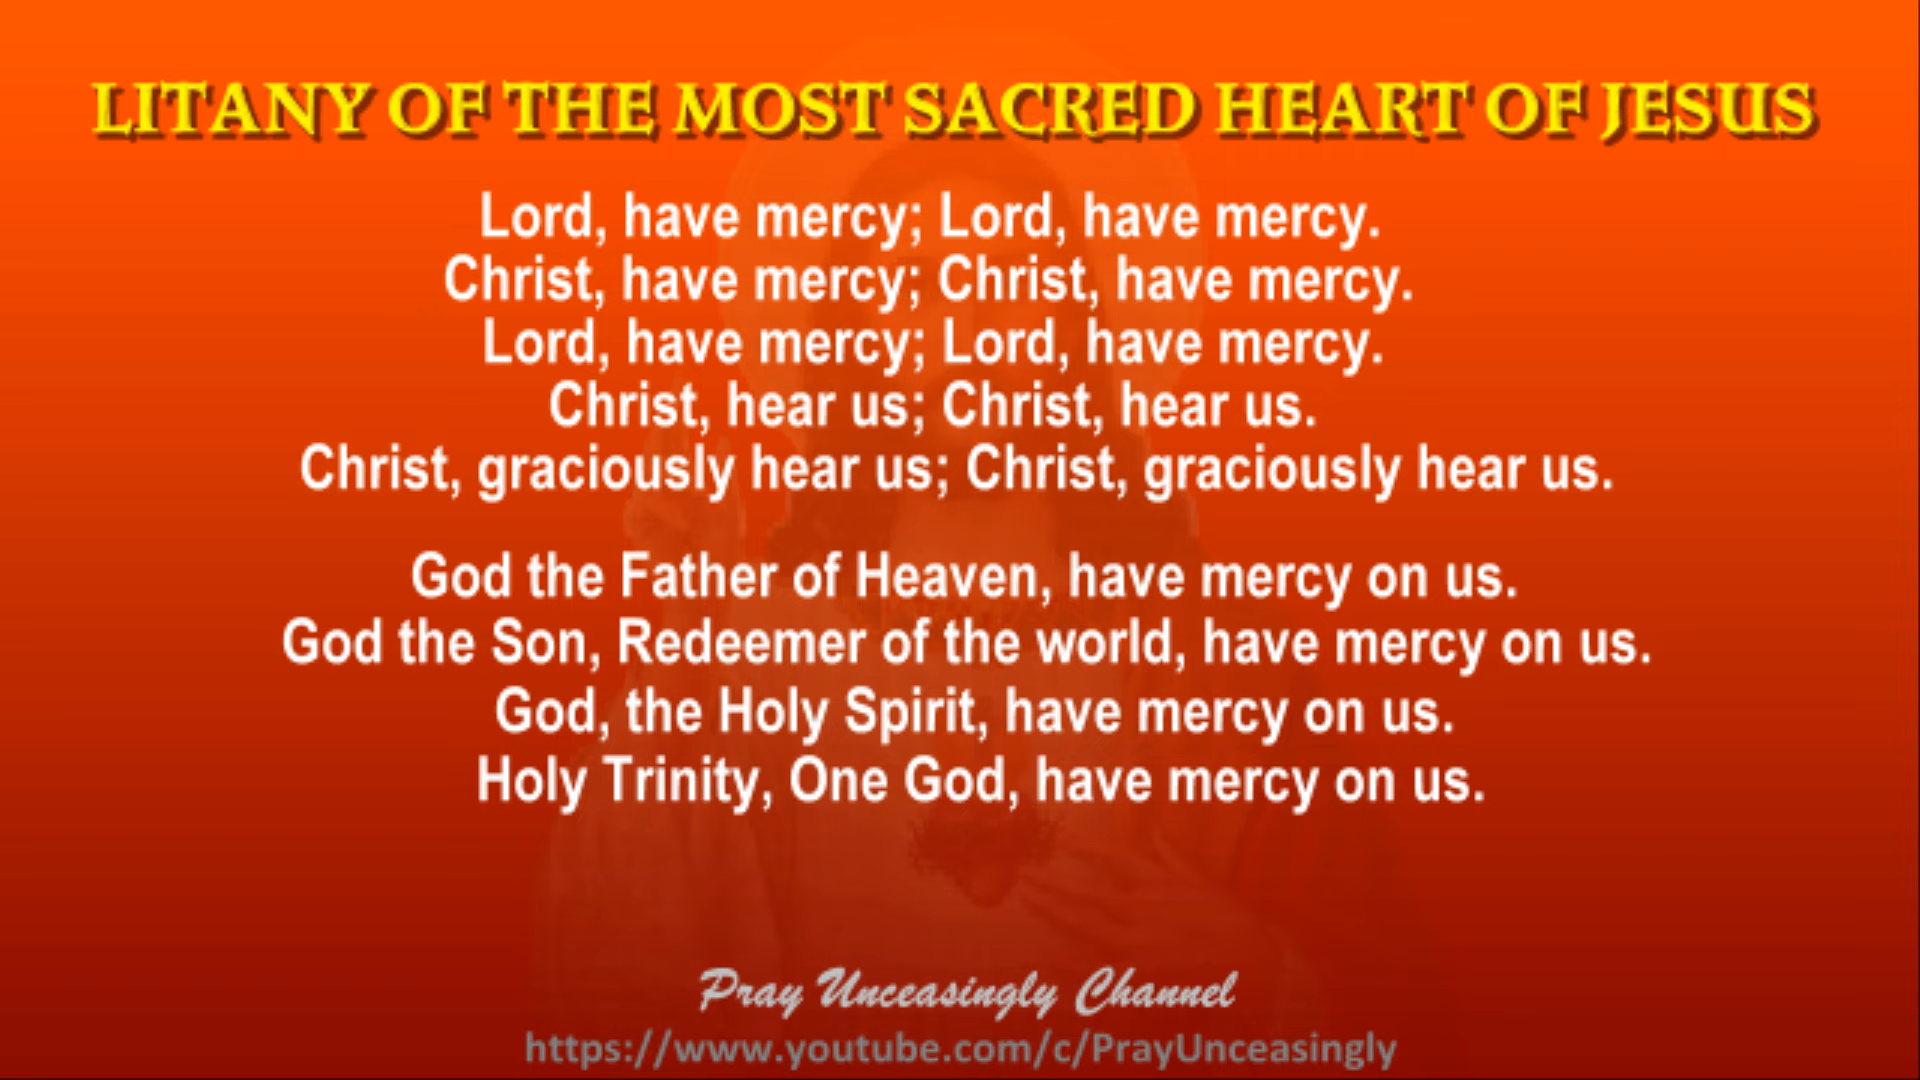 LITANY OF THE MOST SACRED HEART OF JESUS
Lord, have mercy; Lord, have mercy.
Christ, have mercy; Christ, have mercy.
Lord, have mercy; Lord, have mercy.
Christ, hear us; Christ, hear us.
Christ, graciously hear us; Christ, graciously hear us.
God the Father of Heaven, have mercy on us.
God the Son, Redeemer of the world, have mercy on us.
God, the Holy Spirit, have mercy on us.
Holy Trinity, One God, have mercy on us.
Pray Unceasingly Channel
https://www.youtube.com/c/PrayUnceasingly